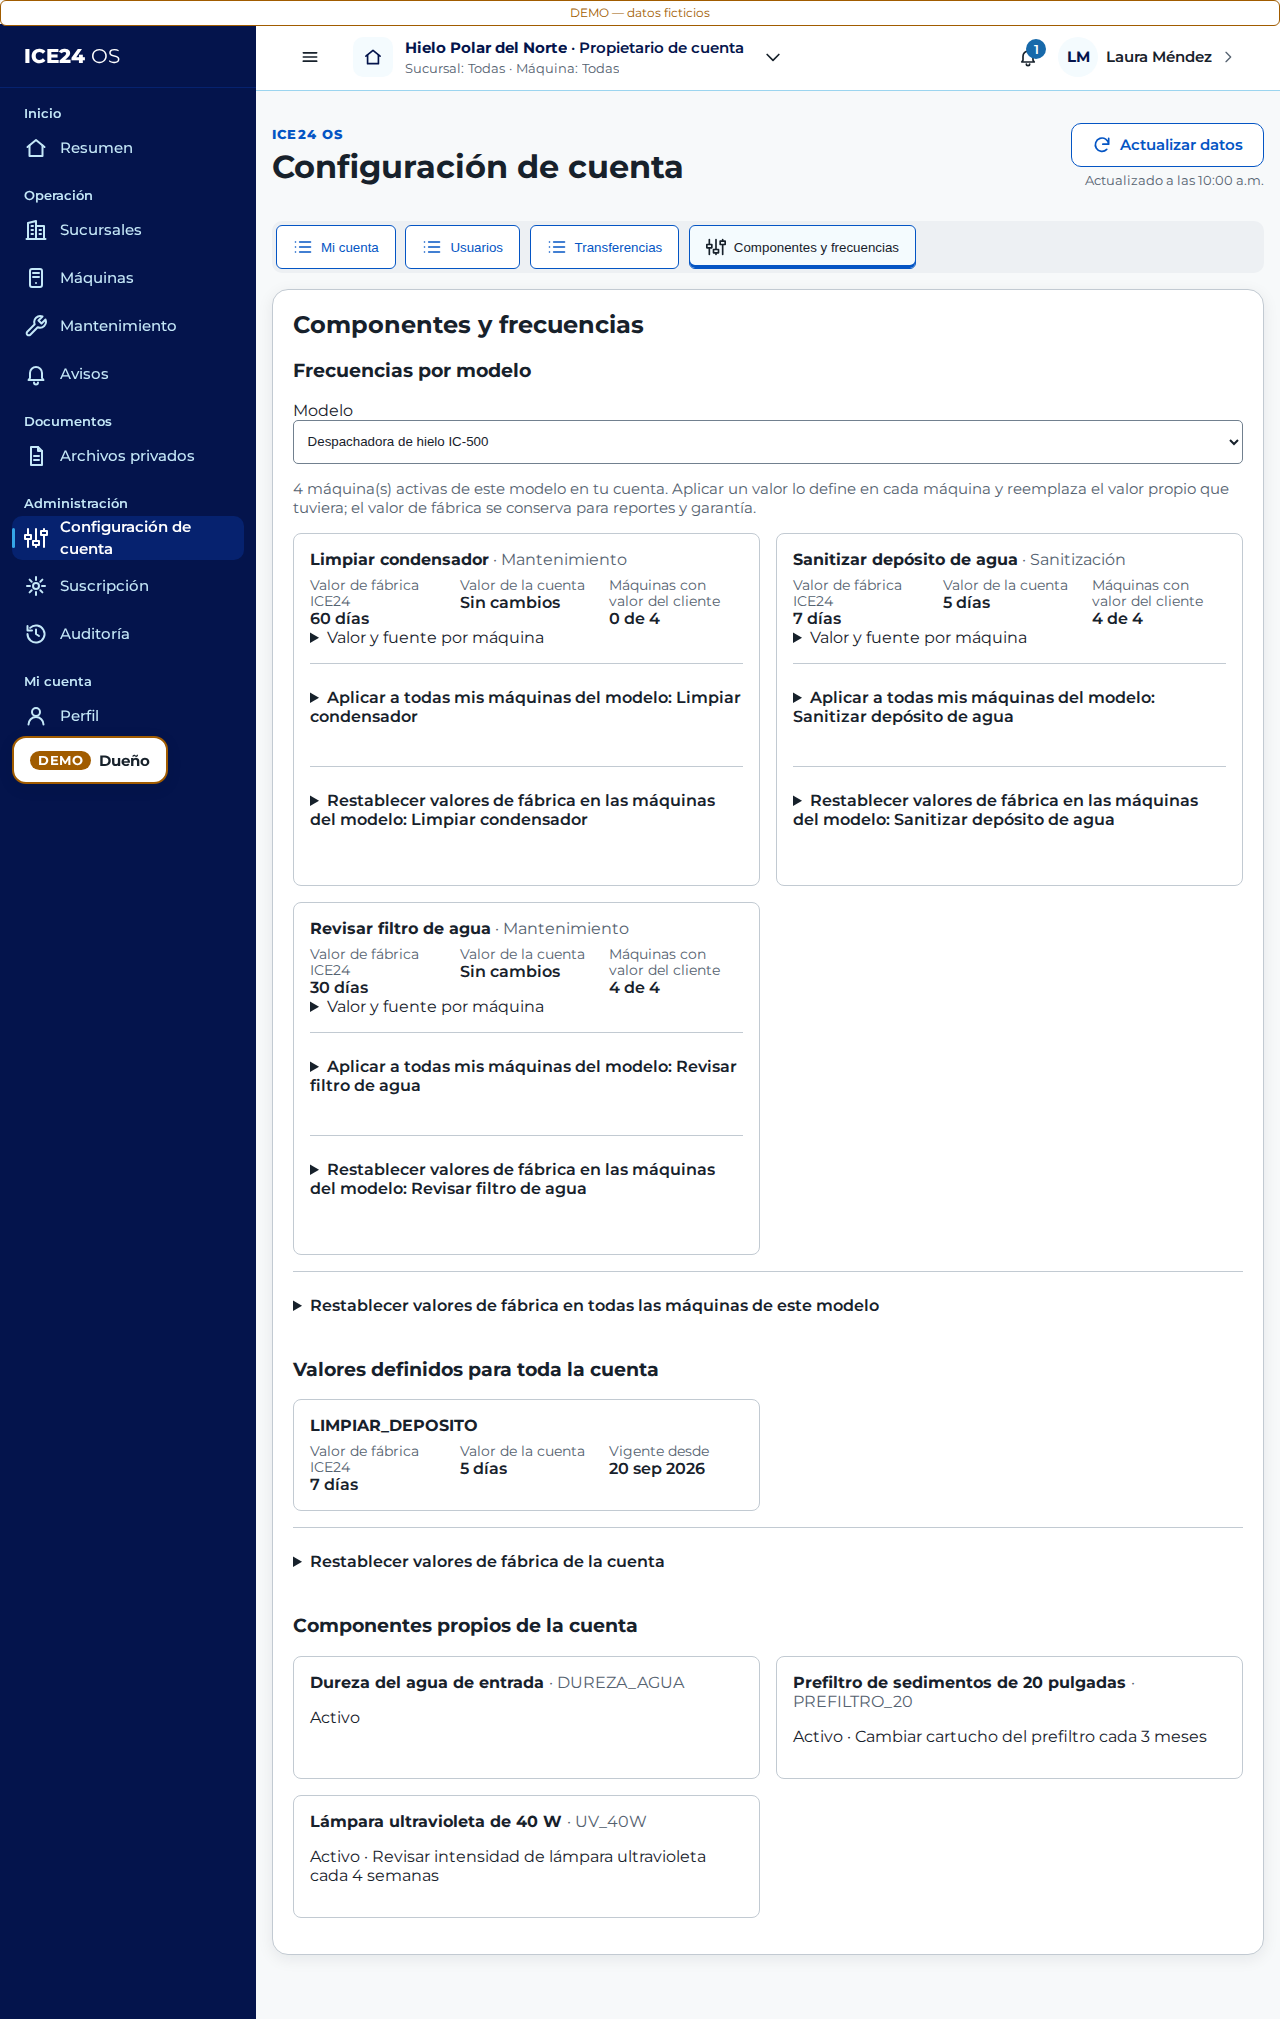 DEMO — datos ficticios
ICE24 OS
Hielo Polar del Norte · Propietario de cuenta
Sucursal: Todas · Máquina: Todas
1
LM
Laura Méndez
Inicio
Resumen
Operación
Sucursales
Máquinas
Mantenimiento
Avisos
Documentos
Archivos privados
Administración
Configuración de
cuenta
Suscripción
Auditoría
Mi cuenta
Perfil
DEMO Dueño
ICE24 OS
Configuración de cuenta
Actualizar datos
Actualizado a las 10:00 a.m.
Mi cuenta
Usuarios
Transferencias
Componentes y frecuencias
Componentes y frecuencias
Frecuencias por modelo
Modelo
Despachadora de hielo IC-500
4 máquina(s) activas de este modelo en tu cuenta. Aplicar un valor lo define en cada máquina y reemplaza el valor propio que
tuviera; el valor de fábrica se conserva para reportes y garantía.
Limpiar condensador · Mantenimiento
Valor de fábrica
ICE24
60 días
Valor de la cuenta
Sin cambios
Máquinas con
valor del cliente
0 de 4
Valor y fuente por máquina
Aplicar a todas mis máquinas del modelo: Limpiar
condensador
Restablecer valores de fábrica en las máquinas
del modelo: Limpiar condensador
Sanitizar depósito de agua · Sanitización
Valor de fábrica
ICE24
7 días
Valor de la cuenta
5 días
Máquinas con
valor del cliente
4 de 4
Valor y fuente por máquina
Aplicar a todas mis máquinas del modelo:
Sanitizar depósito de agua
Restablecer valores de fábrica en las máquinas
del modelo: Sanitizar depósito de agua
Revisar filtro de agua · Mantenimiento
Valor de fábrica
ICE24
30 días
Valor de la cuenta
Sin cambios
Máquinas con
valor del cliente
4 de 4
Valor y fuente por máquina
Aplicar a todas mis máquinas del modelo: Revisar
filtro de agua
Restablecer valores de fábrica en las máquinas
del modelo: Revisar filtro de agua
Restablecer valores de fábrica en todas las máquinas de este modelo
Valores definidos para toda la cuenta
LIMPIAR_DEPOSITO
Valor de fábrica
ICE24
7 días
Valor de la cuenta
5 días
Vigente desde
20 sep 2026
Restablecer valores de fábrica de la cuenta
Componentes propios de la cuenta
Dureza del agua de entrada · DUREZA_AGUA
Activo
Prefiltro de sedimentos de 20 pulgadas ·
PREFILTRO_20
Activo · Cambiar cartucho del prefiltro cada 3 meses
Lámpara ultravioleta de 40 W · UV_40W
Activo · Revisar intensidad de lámpara ultravioleta
cada 4 semanas